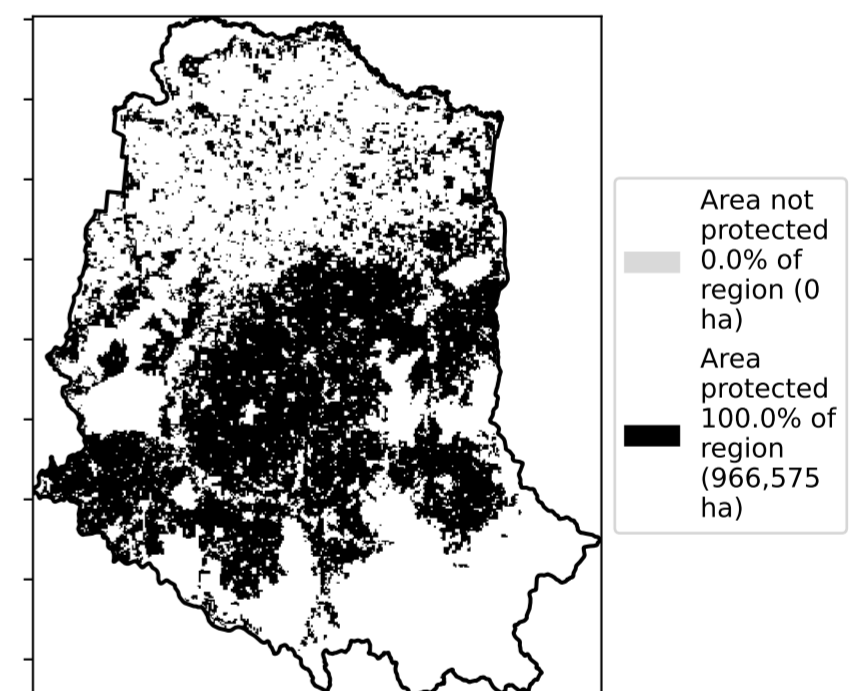 Area not
protected
0.0% of
region (0
ha)
Area
protected
100.0% of
region
(966,575
ha)